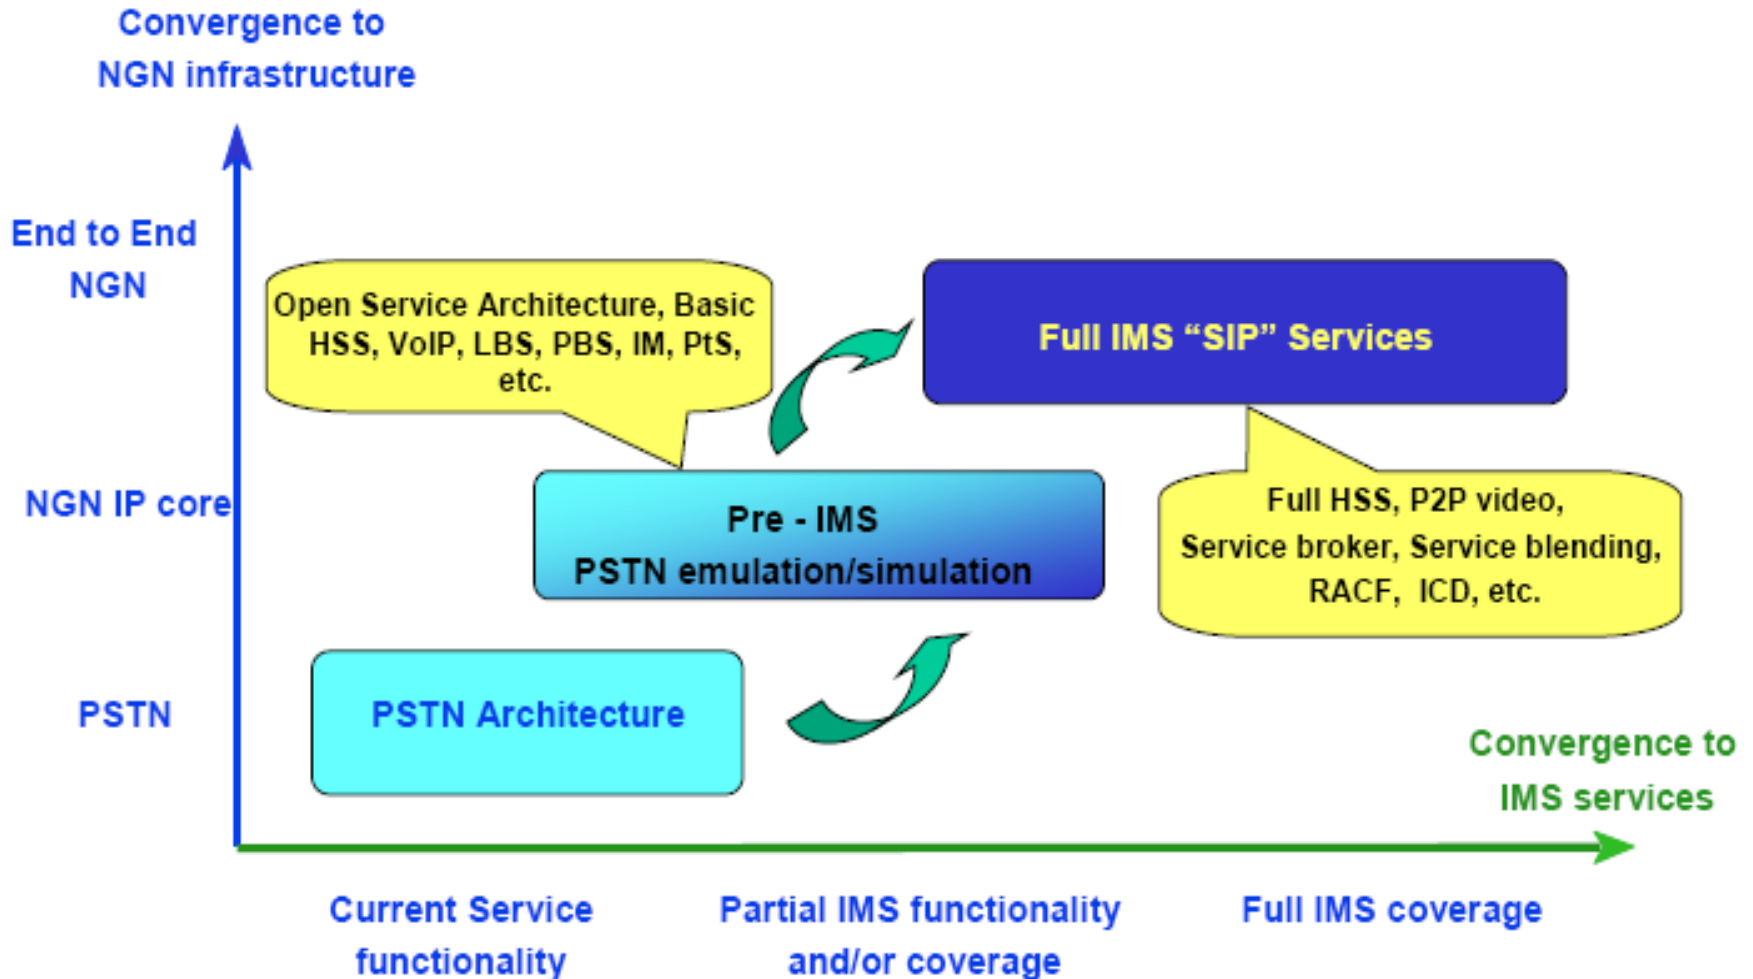 Convergence to
NGN infrastructure
End to End
NGN
Open Service Architecture, Basic
HSS, VoIP, LBS, PBS, IM, PtS,
etc.
Full IMS “SIP” Services
NGN IP core
Pre - IMS
PSTN emulation/simulation
Full HSS, P2P video,
Service broker, Service blending,
RACF, ICD, etc.
PSTN
PSTN Architecture
Convergence to
IMS services
Current Service
functionality
Partial IMS functionality
and/or coverage
Full IMS coverage